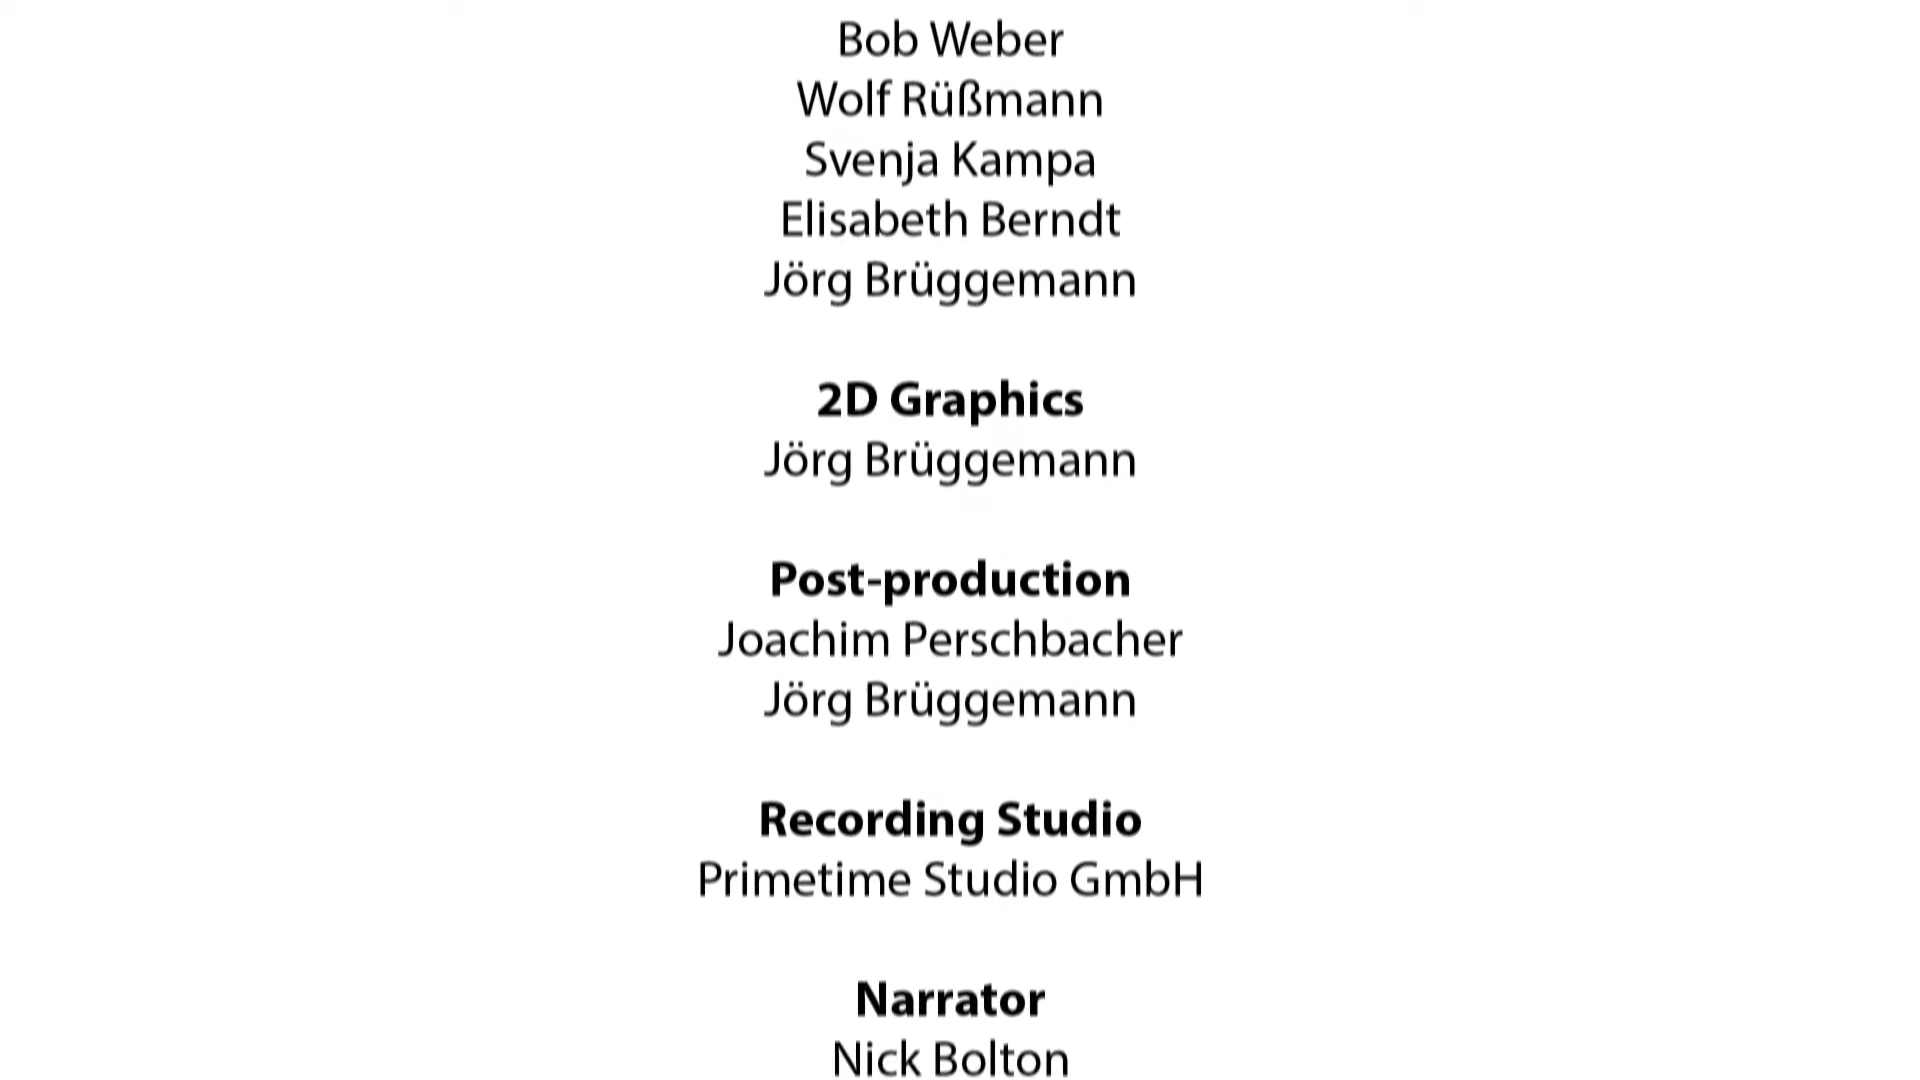 Bob Weber
Wolf Rüßmann
Svenja Kampa
Elisabeth Berndt
Jörg Brüggemann
2D Graphics
Jörg Brüggemann
Post-production
Joachim Perschbacher
Jörg Brüggemann
Recording Studio
Primetime Studio GmbH
Narrator
Nick Bolton